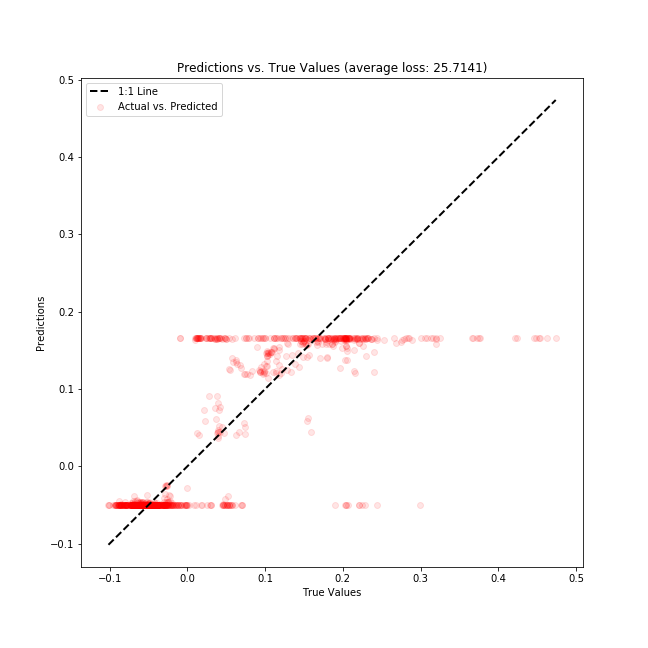 Predictions vs. True Values (average loss: 25.7141)
1:1 Line
Actual vs. Predicted
0.5
0.4
0.3
0.2
0.1
0.0
−0.1
Predictions
−0.1 0.0 0.1 0.2 0.3 0.4 0.5
True Values